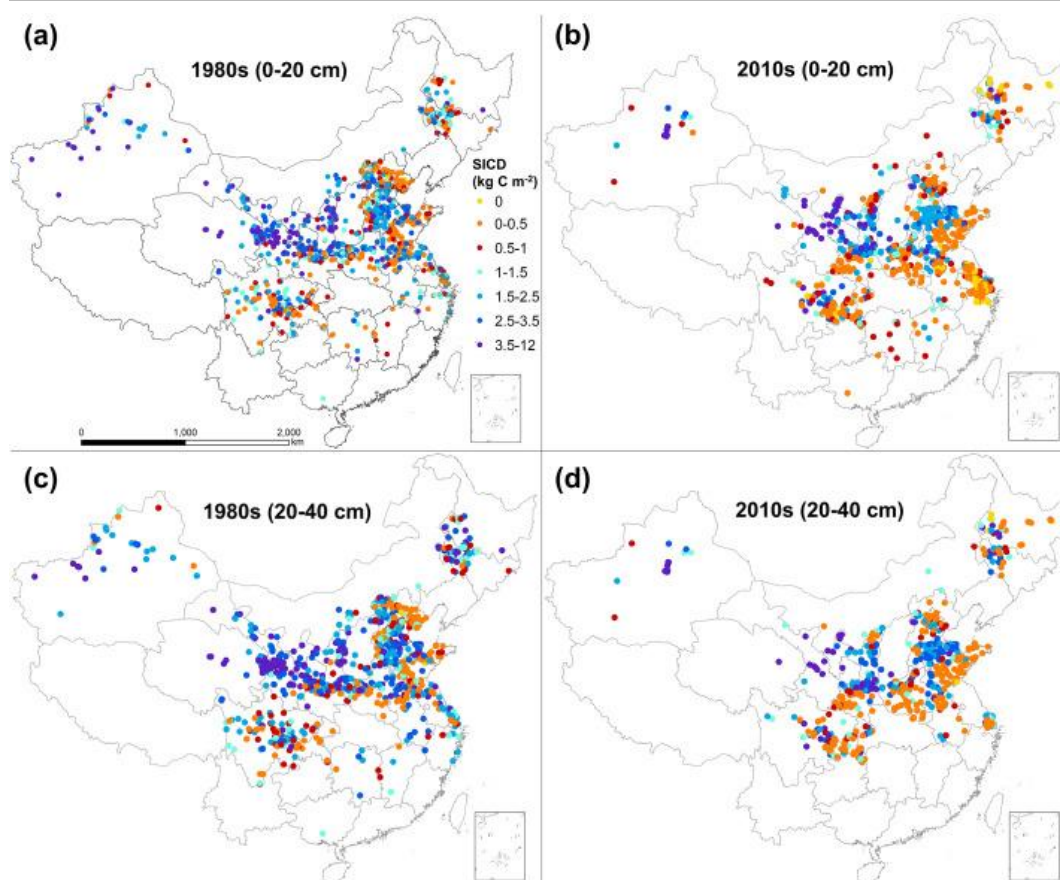 (a)
1980s (0-20 cm)
(b)
2010s (0-20 cm)
SICD
(kg C m⁻²)
0
0-0.5
0.5-1
1-1.5
1.5-2.5
2.5-3.5
3.5-12
0 1,000 2,000
km
(c)
1980s (20-40 cm)
(d)
2010s (20-40 cm)